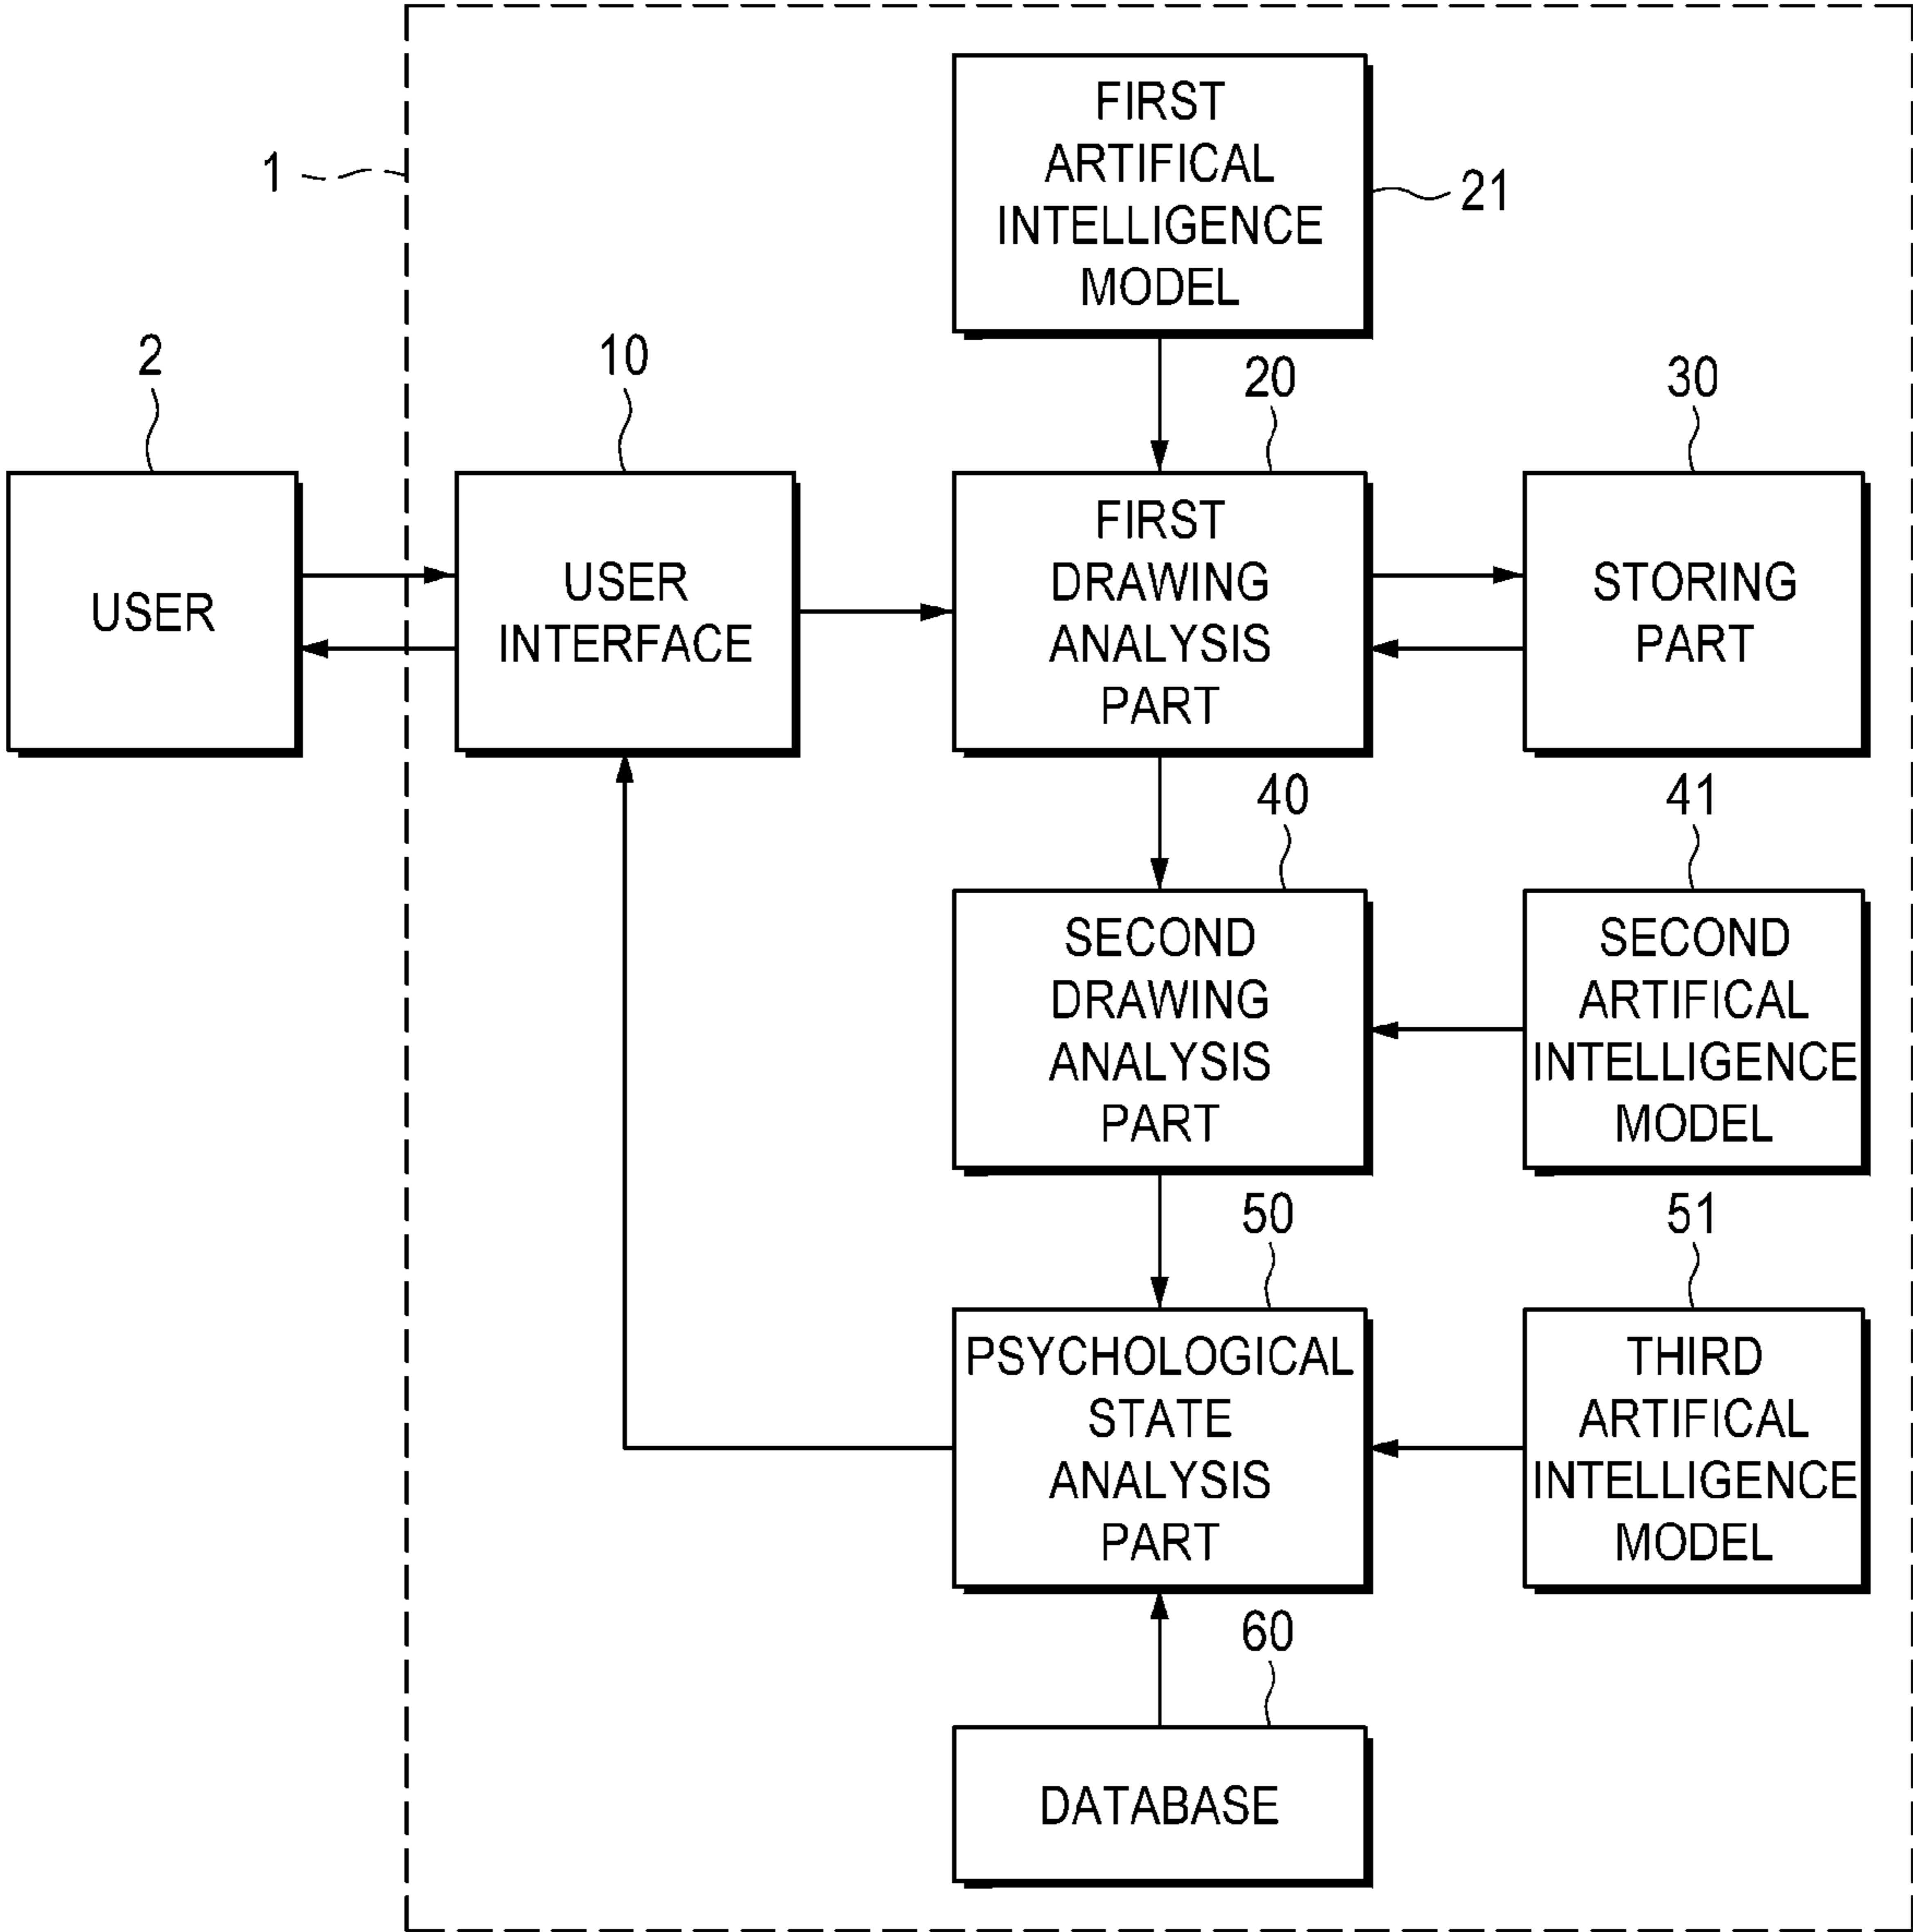 FIRST
ARTIFICAL
INTELLIGENCE
MODEL
1
21
2
10
20
30
USER
USER
INTERFACE
FIRST
DRAWING
ANALYSIS
PART
STORING
PART
40
41
SECOND
DRAWING
ANALYSIS
PART
SECOND
ARTIFICAL
INTELLIGENCE
MODEL
50
51
PSYCHOLOGICAL
STATE
ANALYSIS
PART
THIRD
ARTIFICAL
INTELLIGENCE
MODEL
60
DATABASE